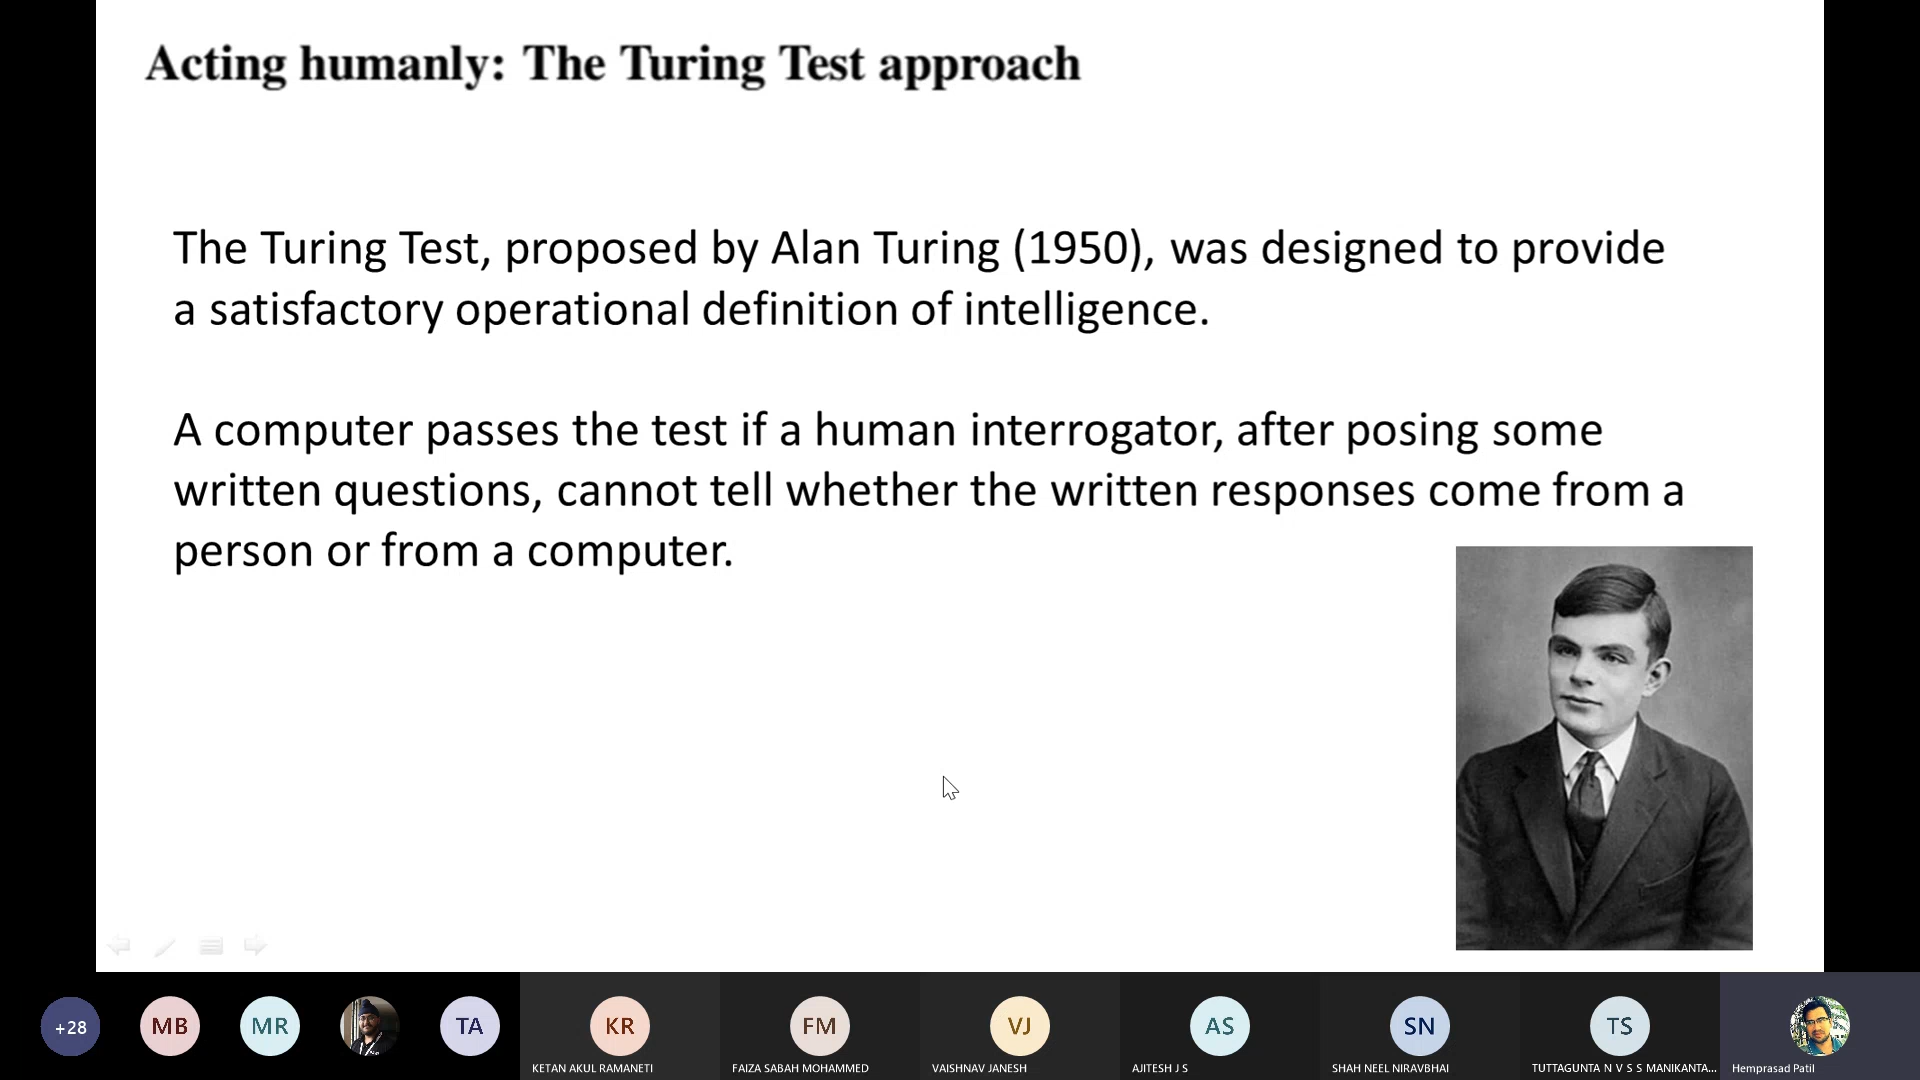 Acting humanly: The Turing Test approach
The Turing Test, proposed by Alan Turing (1950), was designed to provide
a satisfactory operational definition of intelligence.
A computer passes the test if a human interrogator, after posing some
written questions, cannot tell whether the written responses come from a
person or from a computer.
+28
MB
MR
TA
KR
FM
VJ
AS
SN
TS
KETAN AKUL RAMANETI
FAIZA SABAH MOHAMMED
VAISHNAV JANESH
AJITESH J S
SHAH NEEL NIRAVBHAI
TUTTAGUNTA N V S S MANIKANTA...
Hemprasad Patil